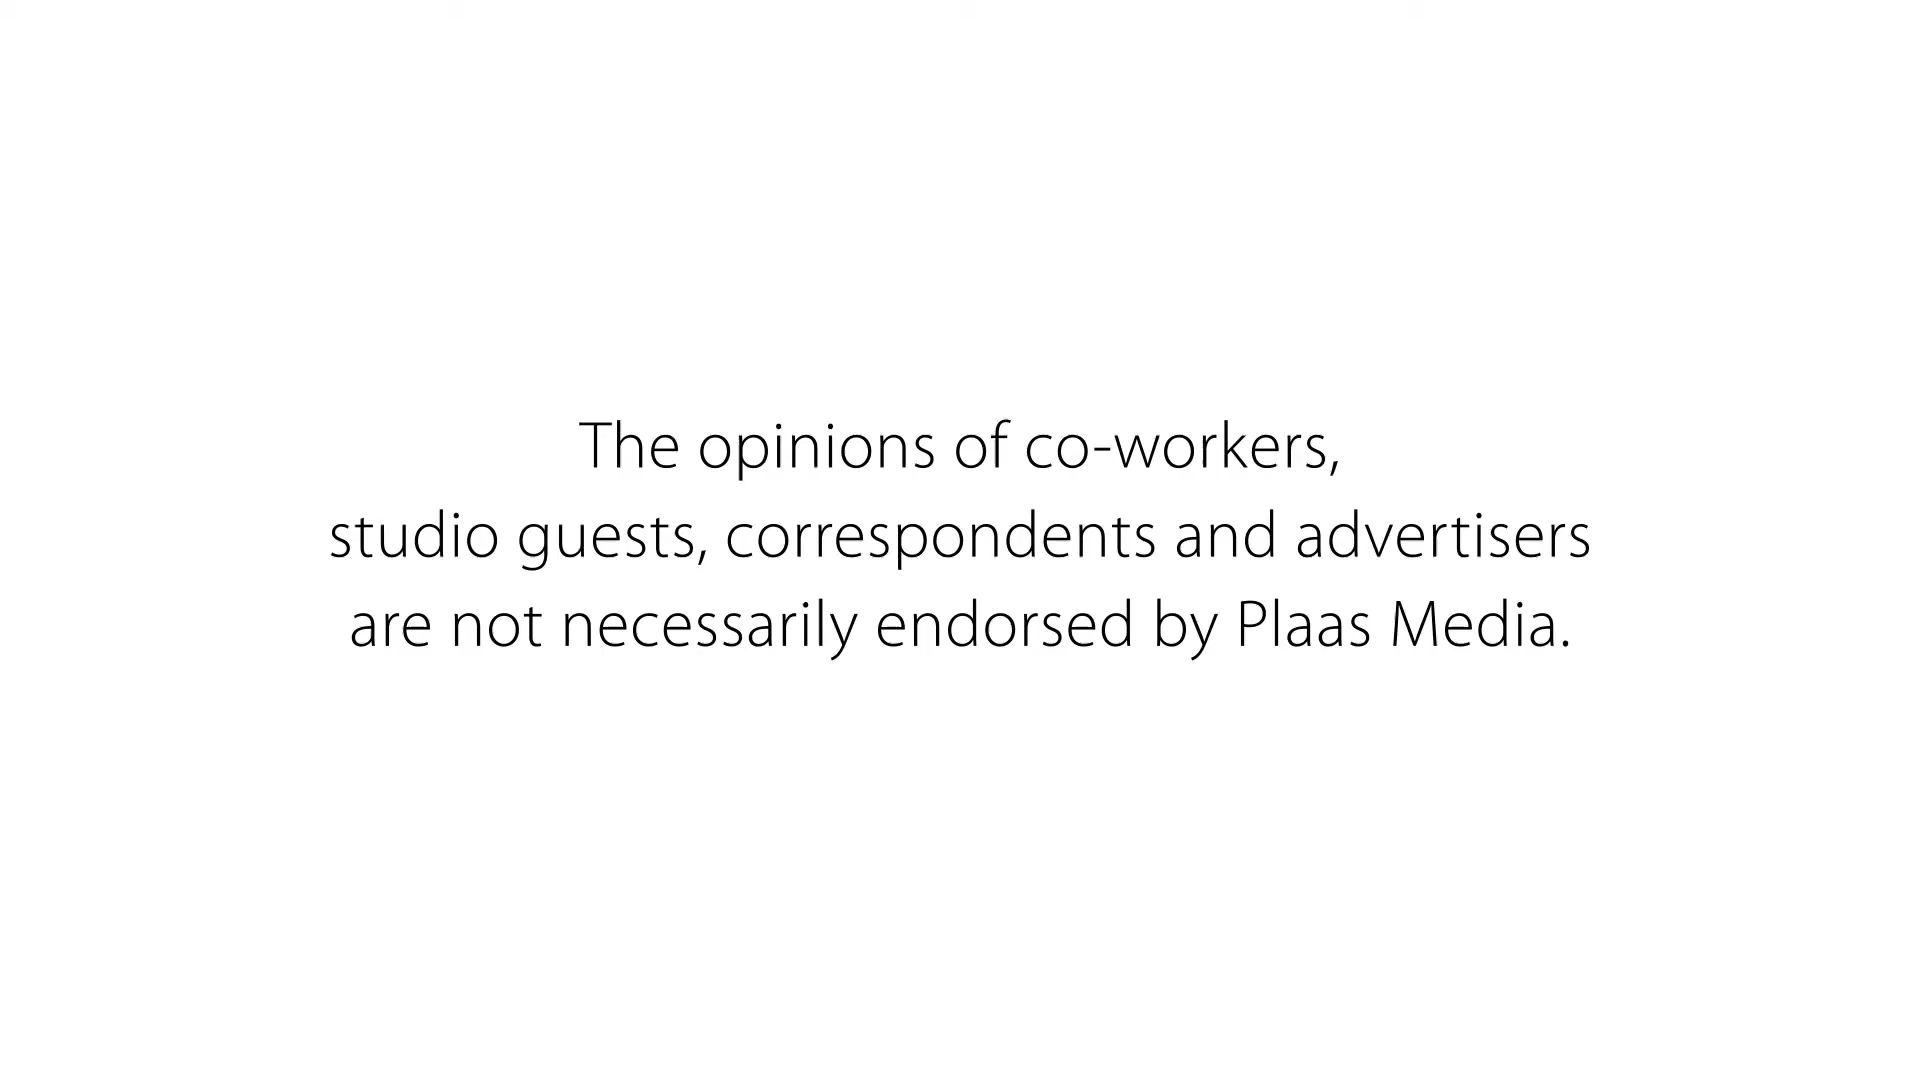 The opinions of co-workers,
studio guests, correspondents and advertisers
are not necessarily endorsed by Plaas Media.